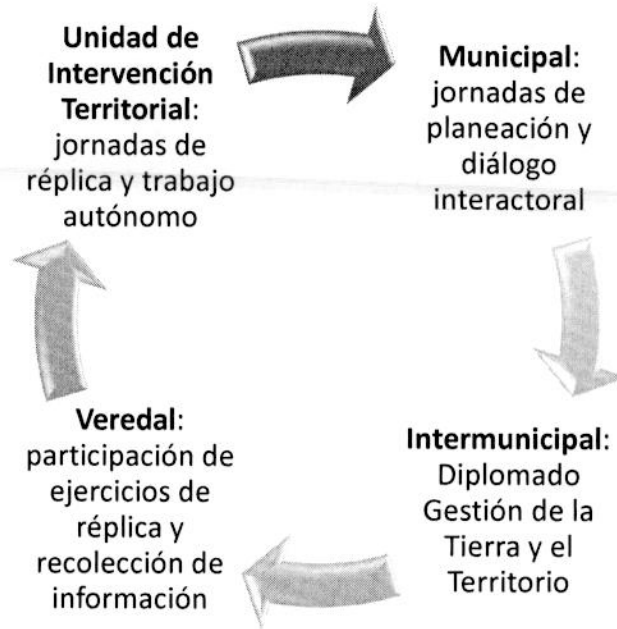 Unidad de
Intervención
Territorial:
jornadas de
réplica y trabajo
autónomo
Municipal:
jornadas de
planeación y
diálogo
interactoral
Intermunicipal:
Diplomado
Gestión de la
Tierra y el
Territorio
Veredal:
participación de
ejercicios de
réplica y
recolección de
información